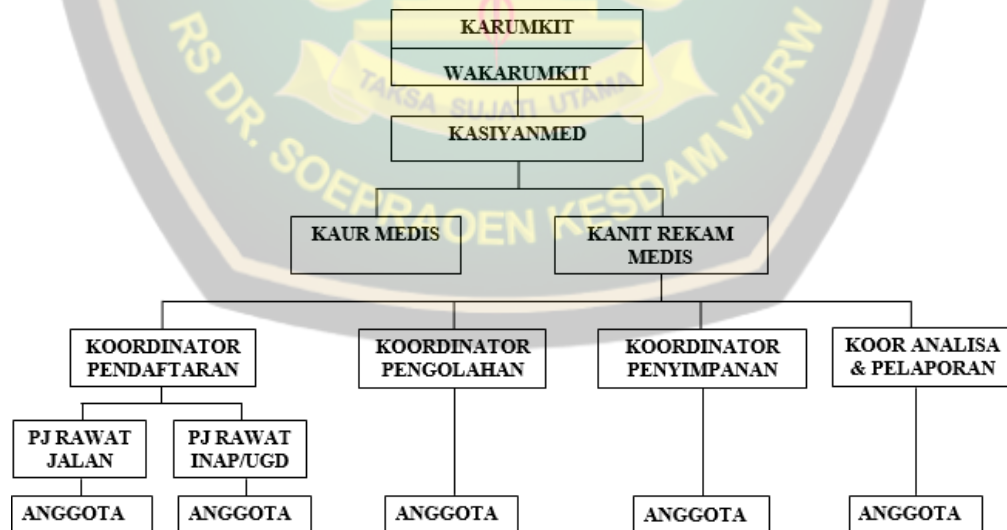 KARUMKIT
WAKARUMKIT
RS DR. SOEPRAOEN KESDAM V/BRW
TAKSA SUJATI UTAMA
KASIYANMED
KAUR MEDIS
KANIT REKAM
MEDIS
KOORDINATOR
PENDAFTARAN
KOORDINATOR
PENGOLAHAN
KOORDINATOR
PENYIMPANAN
KOOR ANALISA
& PELAPORAN
PJ RAWAT
JALAN
PJ RAWAT
INAP/UGD
ANGGOTA
ANGGOTA
ANGGOTA
ANGGOTA
ANGGOTA